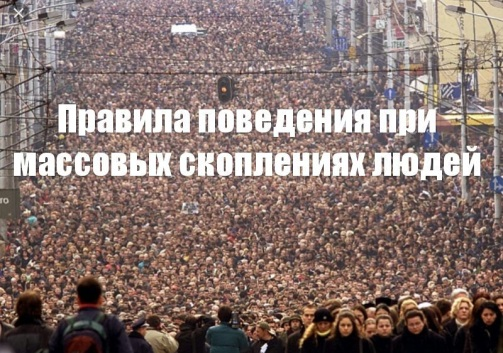 Правила поведения при
массовых скоплениях людей